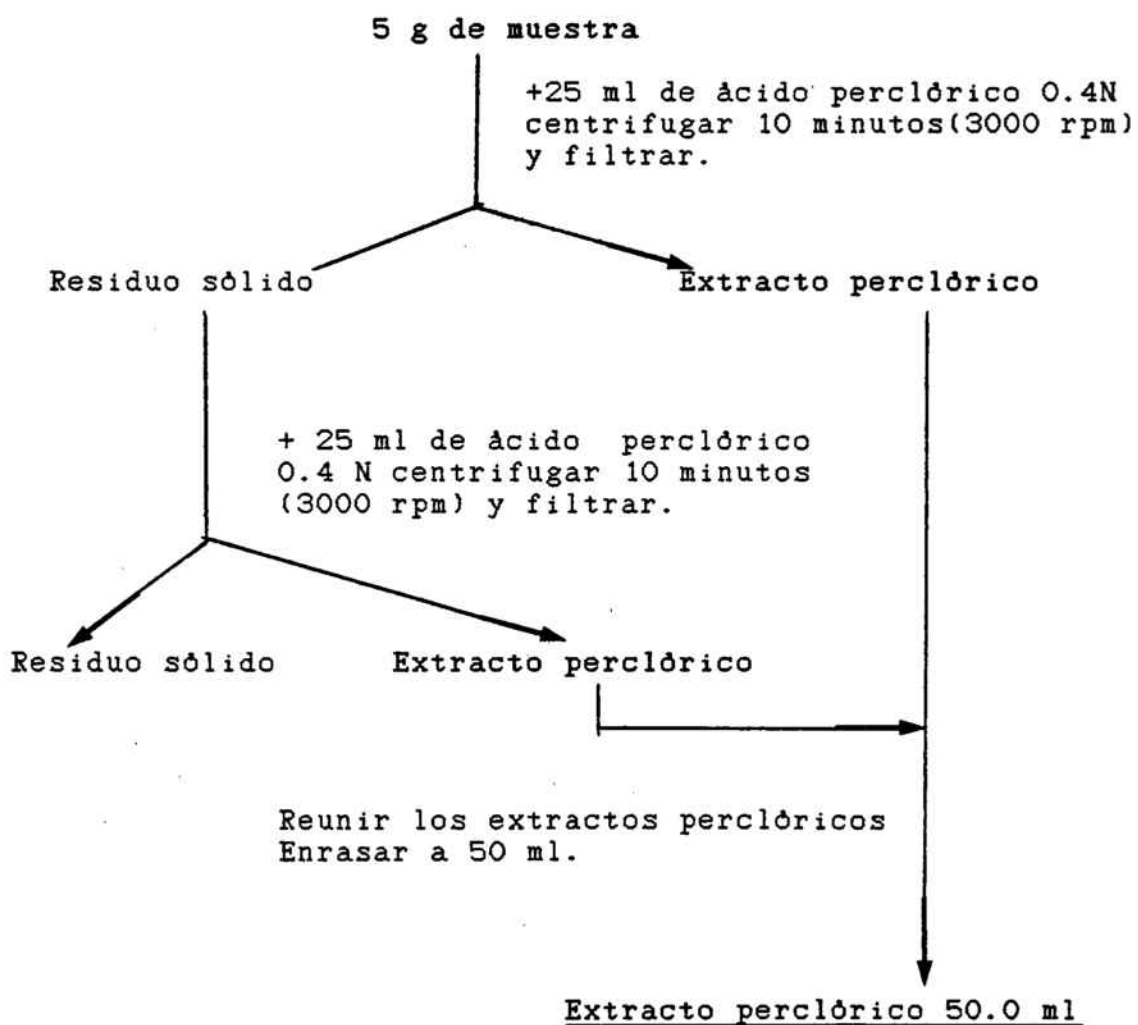 5 g de muestra
+25 ml de àcido perclòrico 0.4N
centrifugar 10 minutos(3000 rpm)
y filtrar.
Residuo sòlido
Extracto perclòrico
+ 25 ml de àcido perclòrico
0.4 N centrifugar 10 minutos
(3000 rpm) y filtrar.
Residuo sòlido
Extracto perclòrico
Reunir los extractos perclòricos
Enrasar a 50 ml.
Extracto perclòrico 50.0 ml